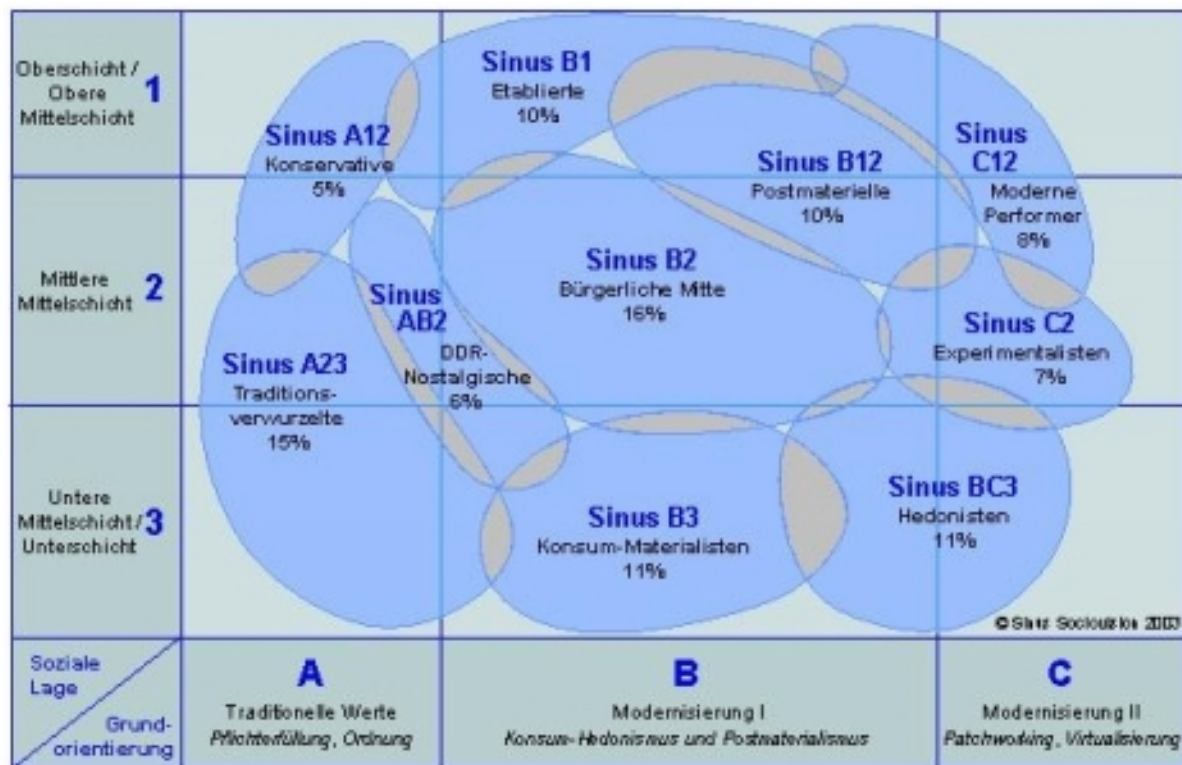 Oberschicht /
Obere
Mittelschicht
1
Mittlere
Mittelschicht
2
Untere
Mittelschicht /
Unterschicht
3
Sinus B1
Etablierte
10%
Sinus A12
Konservative
5%
Sinus B12
Postmaterielle
10%
Sinus
C12
Moderne
Performer
8%
Sinus B2
Bürgerliche Mitte
16%
Sinus
AB2
DDR-
Nostalgische
6%
Sinus A23
Traditions-
verwurzelte
15%
Sinus C2
Experimentalisten
7%
Sinus B3
Konsum-Materialisten
11%
Sinus BC3
Hedonisten
11%
© Sinus Sociovision 2003
Soziale
Lage
Grund-
orientierung
A
Traditionelle Werte
Pflichterfüllung, Ordnung
B
Modernisierung I
Konsum-Hedonismus und Postmaterialismus
C
Modernisierung II
Patchworking, Virtualisierung